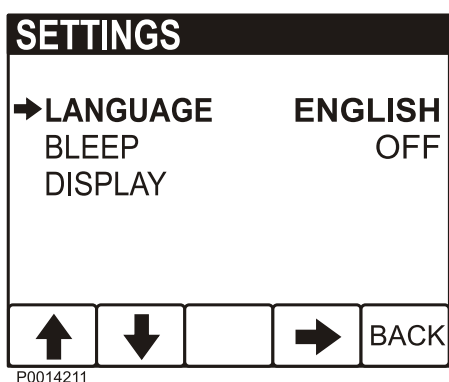 SETTINGS
LANGUAGE ENGLISH
BLEEP OFF
DISPLAY
BACK
P0014211